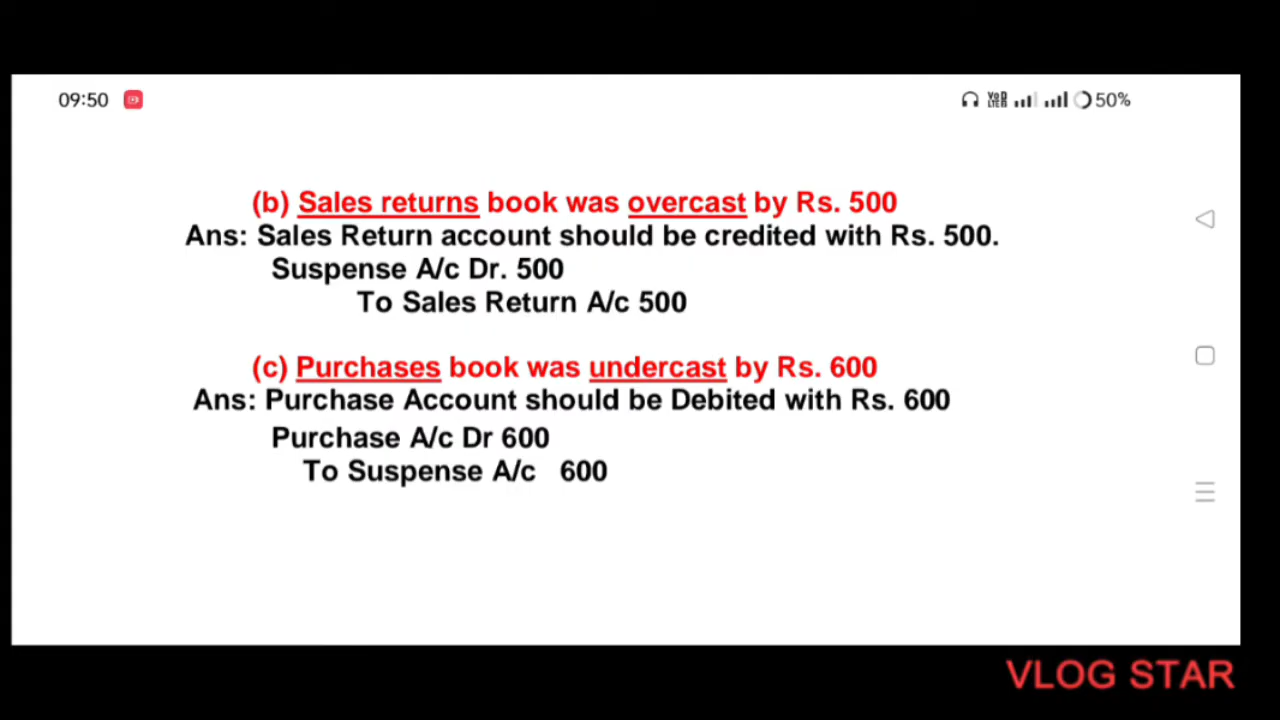 09:50
50%
(b) Sales returns book was overcast by Rs. 500
Ans: Sales Return account should be credited with Rs. 500.
Suspense A/c Dr. 500
To Sales Return A/c 500
(c) Purchases book was undercast by Rs. 600
Ans: Purchase Account should be Debited with Rs. 600
Purchase A/c Dr 600
To Suspense A/c 600
VLOG STAR